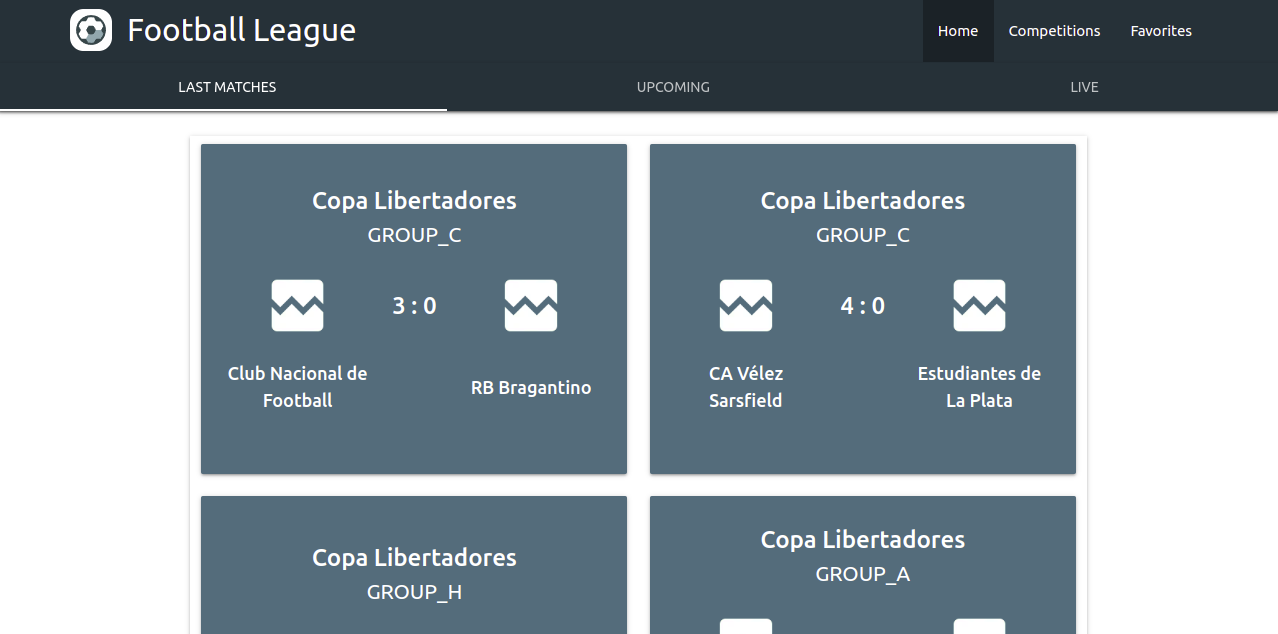 Football League
Home Competitions Favorites
LAST MATCHES UPCOMING LIVE
Copa Libertadores
GROUP_C
3 : 0
Club Nacional de
Football
RB Bragantino
Copa Libertadores
GROUP_C
4 : 0
CA Vélez
Sarsfield
Estudiantes de
La Plata
Copa Libertadores
GROUP_H
Copa Libertadores
GROUP_A